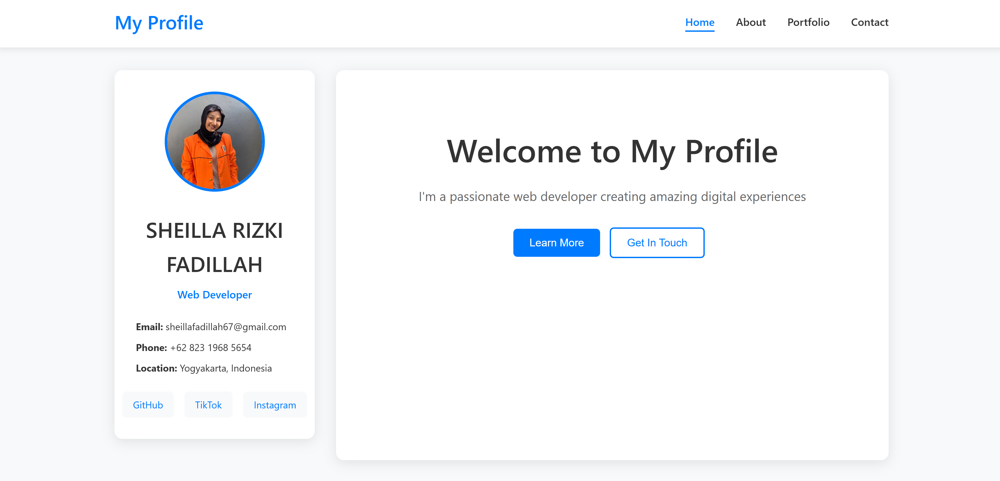 My Profile
Home About Portfolio Contact
SHEILLA RIZKI
FADILLAH
Web Developer
Email: sheillafadillah67@gmail.com
Phone: +62 823 1968 5654
Location: Yogyakarta, Indonesia
GitHub TikTok Instagram
Welcome to My Profile
I'm a passionate web developer creating amazing digital experiences
Learn More Get In Touch